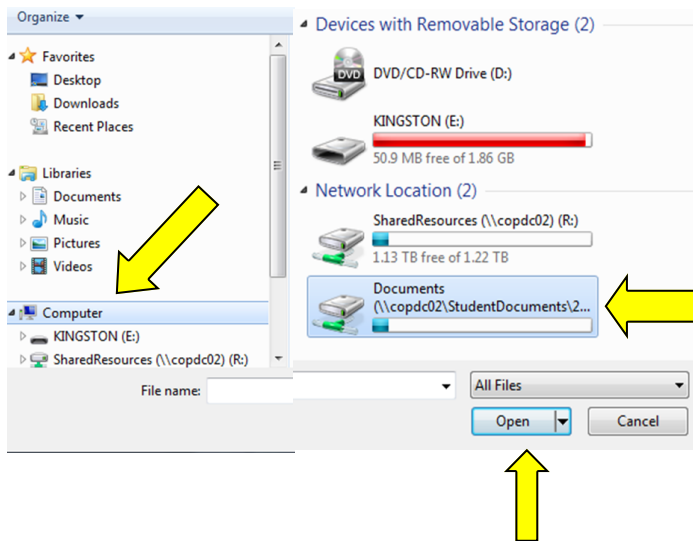 Organize
Favorites
Desktop
Downloads
Recent Places
Libraries
Documents
Music
Pictures
Videos
Computer
KINGSTON (E:)
SharedResources (\\copdc02) (R:)
Devices with Removable Storage (2)
DVD
DVD/CD-RW Drive (D:)
KINGSTON (E:)
50.9 MB free of 1.86 GB
Network Location (2)
SharedResources (\\copdc02) (R:)
1.13 TB free of 1.22 TB
Documents
(\\copdc02\StudentDocuments\2...
File name:
All Files
Open
Cancel